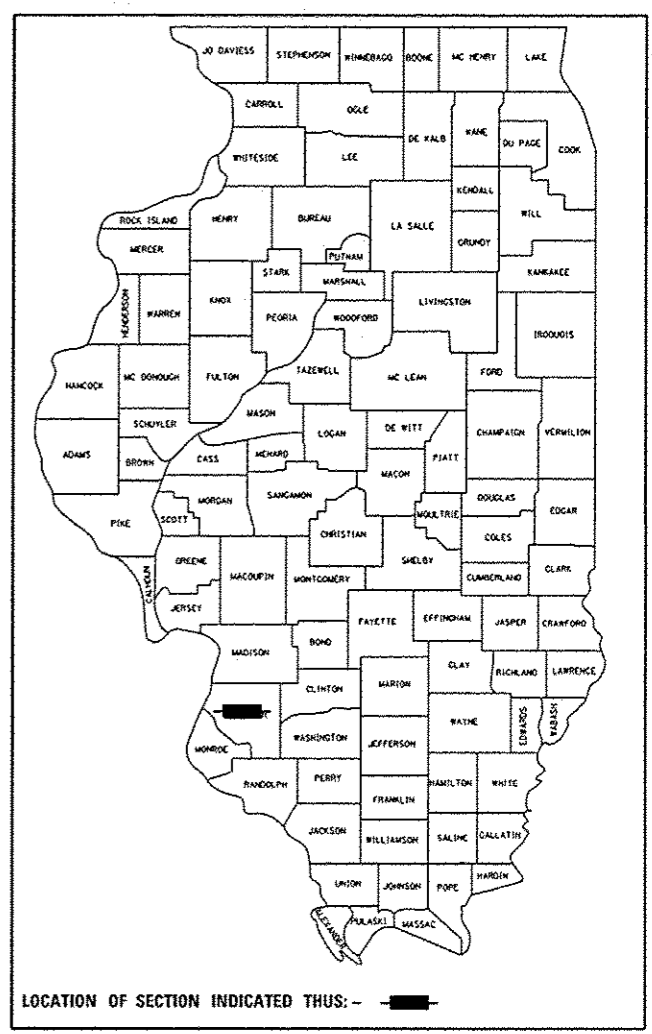 JO DAVIESS STEPHENSON WINNEBAGO BOONE MC HENRY LAKE
CARROLL OGLE DE KALB KANE DU PAGE COOK
WHITESIDE LEE KENDALL WILL
ROCK ISLAND HENRY BUREAU LA SALLE GRUNDY
MERCER PUTNAM KANKAKEE
STARK MARSHALL
HENDERSON WARREN KNOX PEORIA WOODFORD LIVINGSTON IROQUOIS
HANCOCK MC DONOUGH FULTON TAZEWELL MC LEAN FORD
SCHUYLER MASON LOGAN DE WITT CHAMPAIGN VERMILION
ADAMS BROWN CASS MENARD MACON PIATT
PIKE SCOTT MORGAN SANGAMON CHRISTIAN MOULTRIE DOUGLAS EDGAR
COLES
CALHOUN GREENE MACOUPIN MONTGOMERY SHELBY CUMBERLAND CLARK
JERSEY FAYETTE EFFINGHAM JASPER CRAWFORD
MADISON BOND CLAY RICHLAND LAWRENCE
CLINTON MARION
MONROE WASHINGTON JEFFERSON WAYNE EDWARDS WABASH
RANDOLPH PERRY FRANKLIN HAMILTON WHITE
JACKSON WILLIAMSON SALINE GALLATIN
UNION JOHNSON POPE HARDIN
ALEXANDER PULASKI MASSAC
LOCATION OF SECTION INDICATED THUS: -